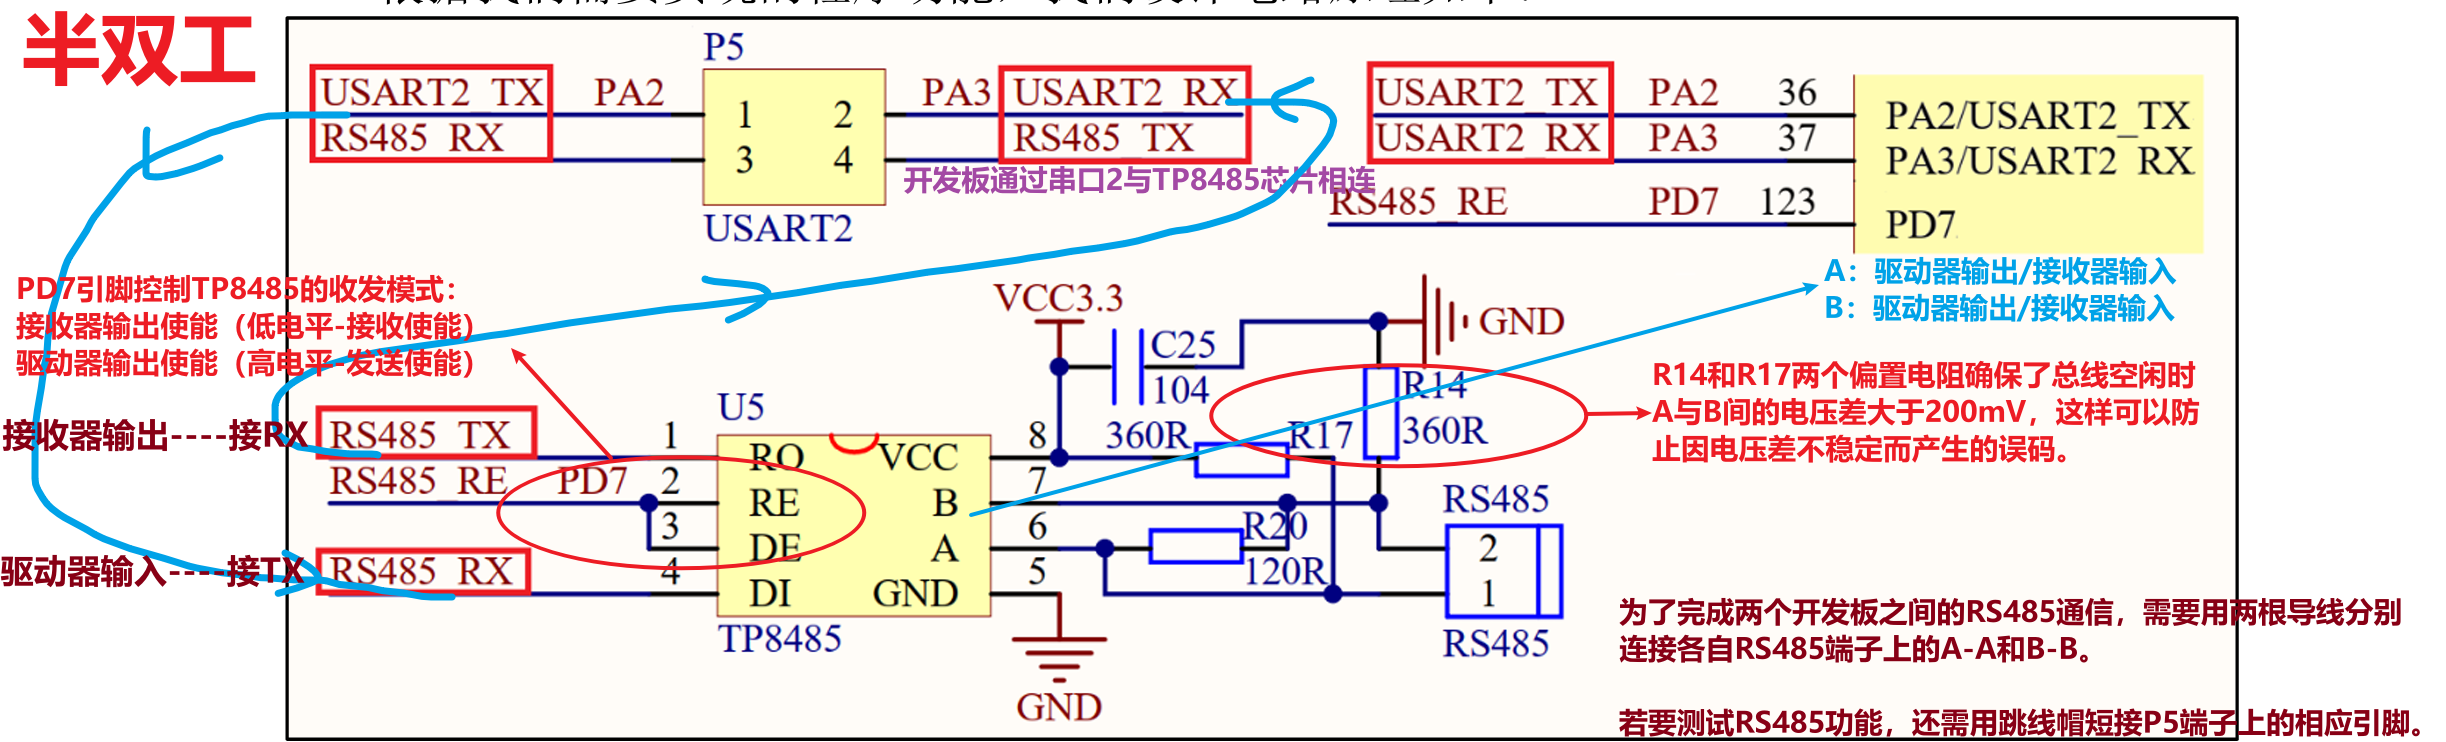 半双工
P5
USART2_TX PA2
RS485_RX
1 2
3 4
PA3 USART2_RX
RS485_TX
USART2
开发板通过串口2与TP8485芯片相连
USART2_TX PA2 36
USART2_RX PA3 37
RS485_RE PD7 123
PA2/USART2_TX
PA3/USART2_RX
PD7
A：驱动器输出/接收器输入
B：驱动器输出/接收器输入
PD7引脚控制TP8485的收发模式：
接收器输出使能（低电平-接收使能）
驱动器输出使能（高电平-发送使能）
VCC3.3
C25
104
GND
R14
360R
R14和R17两个偏置电阻确保了总线空闲时
A与B间的电压差大于200mV，这样可以防
止因电压差不稳定而产生的误码。
接收器输出----接RX
RS485_TX 1
RS485_RE PD7 2
3
驱动器输入----接TX
RS485_RX 4
U5
RO VCC
RE B
DE A
DI GND
TP8485
8
7
6
5
360R R17
R20
120R
GND
RS485
2
1
RS485
为了完成两个开发板之间的RS485通信，需要用两根导线分别
连接各自RS485端子上的A-A和B-B。
若要测试RS485功能，还需用跳线帽短接P5端子上的相应引脚。